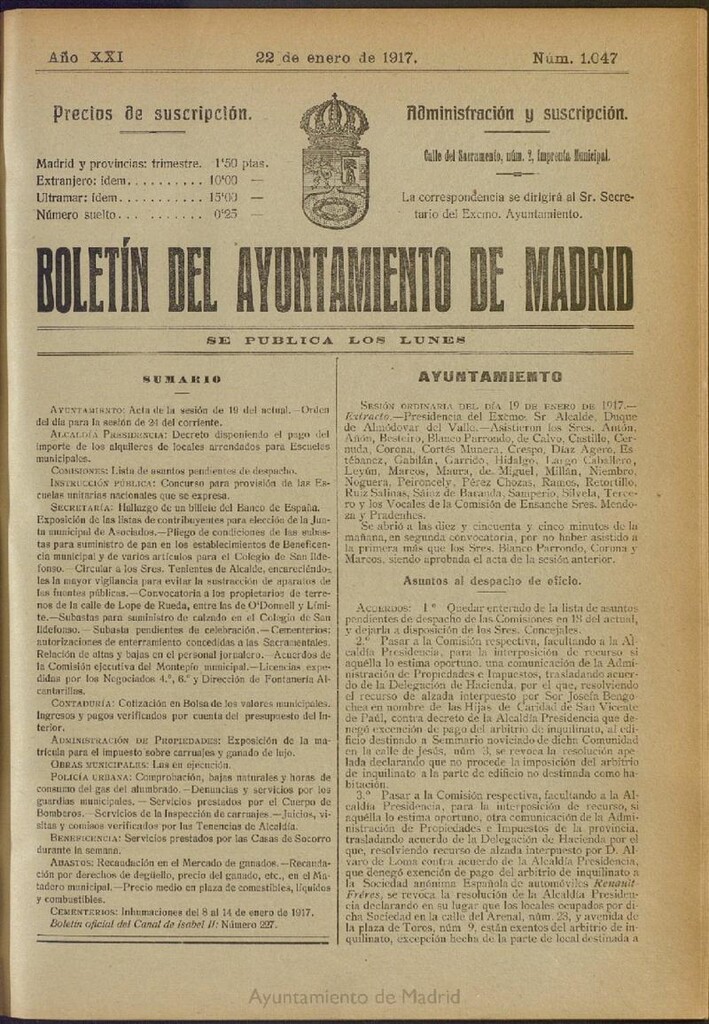 Año XXI
22 de enero de 1917.
Núm. 1.047
Precios de suscripción.
Madrid y provincias: trimestre. 1'50 ptas.
Extranjero: ídem.......... 10'00 —
Ultramar: ídem.......... 15'00 —
Número suelto... ....... 0'25 —
Administración y suscripción.
Calle del Sacramento, núm. 2, Imprenta Municipal.
La correspondencia se dirigirá al Sr. Secre-
tario del Excmo. Ayuntamiento.
BOLETÍN DEL AYUNTAMIENTO DE MADRID
SE PUBLICA LOS LUNES
SUMARIO
AYUNTAMIENTO: Acta de la sesión de 19 del actual.—Orden
del día para la sesión de 24 del corriente.
ALCALDÍA PRESIDENCIA: Decreto disponiendo el pago del
importe de los alquileres de locales arrendados para Escuelas
municipales.
COMISIONES: Lista de asuntos pendientes de despacho.
INSTRUCCIÓN PÚBLICA: Concurso para provisión de las Es-
cuelas unitarias nacionales que se expresa.
SECRETARÍA: Hallazgo de un billete del Banco de España.
Exposición de las listas de contribuyentes para elección de la Jun-
ta municipal de Asociados.—Pliego de condiciones de las subas-
tas para suministro de pan en los establecimientos de Beneficen-
cia municipal y de varios artículos para el Colegio de San Ilde-
fonso.—Circular a los Sres. Tenientes de Alcalde, encareciéndo-
les la mayor vigilancia para evitar la sustracción de aparatos de
las fuentes públicas.—Convocatoria a los propietarios de terre-
nos de la calle de Lope de Rueda, entre las de O'Donnell y Lími-
te.—Subastas para suministro de calzado en el Colegio de San
Ildefonso.—Subasta pendientes de celebración.—Cementerios:
autorizaciones de enterramiento concedidas a las Sacramentales.
Relación de altas y bajas en el personal jornalero.—Acuerdos de
la Comisión ejecutiva del Montepío municipal.—Licencias expe-
didas por los Negociados 4.º, 6.º y Dirección de Fontanería Al-
cantarillas.
CONTADURÍA: Cotización en Bolsa de los valores municipales.
Ingresos y pagos verificados por cuenta del presupuesto del In-
terior.
ADMINISTRACIÓN DE PROPIEDADES: Exposición de la ma-
trícula para el impuesto sobre carruajes y ganado de lujo.
OBRAS MUNICIPALES: Las en ejecución.
POLICÍA URBANA: Comprobación, bajas naturales y horas de
consumo del gas del alumbrado.—Denuncias y servicios por los
guardias municipales.—Servicios prestados por el Cuerpo de
Bomberos.—Servicios de la Inspección de carruajes.—Juicios, vi-
sitas y comisos verificados por las Tenencias de Alcaldía.
BENEFICENCIA: Servicios prestados por las Casas de Socorro
durante la semana.
ABASTOS: Recaudación en el Mercado de ganados.—Recauda-
ción por derechos de degüello, precio del ganado, etc., en el Ma-
tadero municipal.—Precio medio en plaza de comestibles, líquidos
y combustibles.
CEMENTERIOS: Inhumaciones del 8 al 14 de enero de 1917.
Boletín oficial del Canal de Isabel II: Número 227.
AYUNTAMIENTO
SESIÓN ORDINARIA DEL DÍA 19 DE ENERO DE 1917.—
Extracto.—Presidencia del Excmo. Sr. Alcalde, Duque
de Almodóvar del Valle.—Asistieron los Sres. Antón,
Añón, Besteiro, Blanco Parrondo, de Calvo, Castillo, Cer-
nuda, Corona, Cortés Munera, Crespo, Díaz Agero, Es-
tébanez, Gabilán, Garrido, Hidalgo, Largo Caballero,
Leyún, Marcos, Maura, de Miguel, Millán, Niembro,
Noguera, Peironcely, Pérez Chozas, Ramos, Retortillo,
Ruiz Salinas, Sáinz de Baranda, Samperio, Silvela, Terce-
ro y los Vocales de la Comisión de Ensanche Sres. Mendo-
za y Pradenhes.
Se abrió a las diez y cincuenta y cinco minutos de la
mañana, en segunda convocatoria, por no haber asistido a
la primera más que los Sres. Blanco Parrondo, Corona y
Marcos, siendo aprobada el acta de la sesión anterior.
Asuntos al despacho de oficio.
ACUERDOS: 1.º Quedar enterado de la lista de asuntos
pendientes de despacho de las Comisiones en 18 del actual,
y dejarla a disposición de los Sres. Concejales.
2.º Pasar a la Comisión respectiva, facultando a la Al-
caldía Presidencia, para la interposición de recurso si
aquélla lo estima oportuno, una comunicación de la Admi-
nistración de Propiedades e Impuestos, trasladando acuer-
do de la Delegación de Hacienda, por el que, resolviendo
el recurso de alzada interpuesto por Sor Josefa Bengo-
chea en nombre de las Hijas de Caridad de San Vicente
de Paúl, contra decreto de la Alcaldía Presidencia que de-
negó exención de pago del arbitrio de inquilinato, al edi-
ficio destinado a Seminario noviciado de dicha Comunidad
en la calle de Jesús, núm. 3, se revoca la resolución ape-
lada declarando que no procede la imposición del arbitrio
de inquilinato a la parte de edificio no destinada como ha-
bitación.
3.º Pasar a la Comisión respectiva, facultando a la Al-
caldía Presidencia, para la interposición de recurso, si
aquélla lo estima oportuno, otra comunicación de la Admi-
nistración de Propiedades e Impuestos de la provincia,
trasladando acuerdo de la Delegación de Hacienda por el
que, resolviendo recurso de alzada interpuesto por D. Al-
varo de Loma contra acuerdo de la Alcaldía Presidencia,
que denegó exención de pago del arbitrio de inquilinato a
la Sociedad anónima Española de automóviles Renault-
Fréres, se revoca la resolución de la Alcaldía Presiden-
cia declarando en su lugar que los locales ocupados por di-
cha Sociedad en la calle del Arenal, núm. 23, y avenida de
la plaza de Toros, núm 9, están exentos del arbitrio de in-
quilinato, excepción hecha de la parte de local destinada a
Ayuntamiento de Madrid